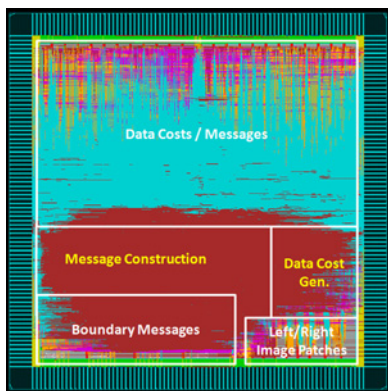 Data Costs / Messages
Message Construction
Data Cost
Gen.
Boundary Messages
Left/Right
Image Patches